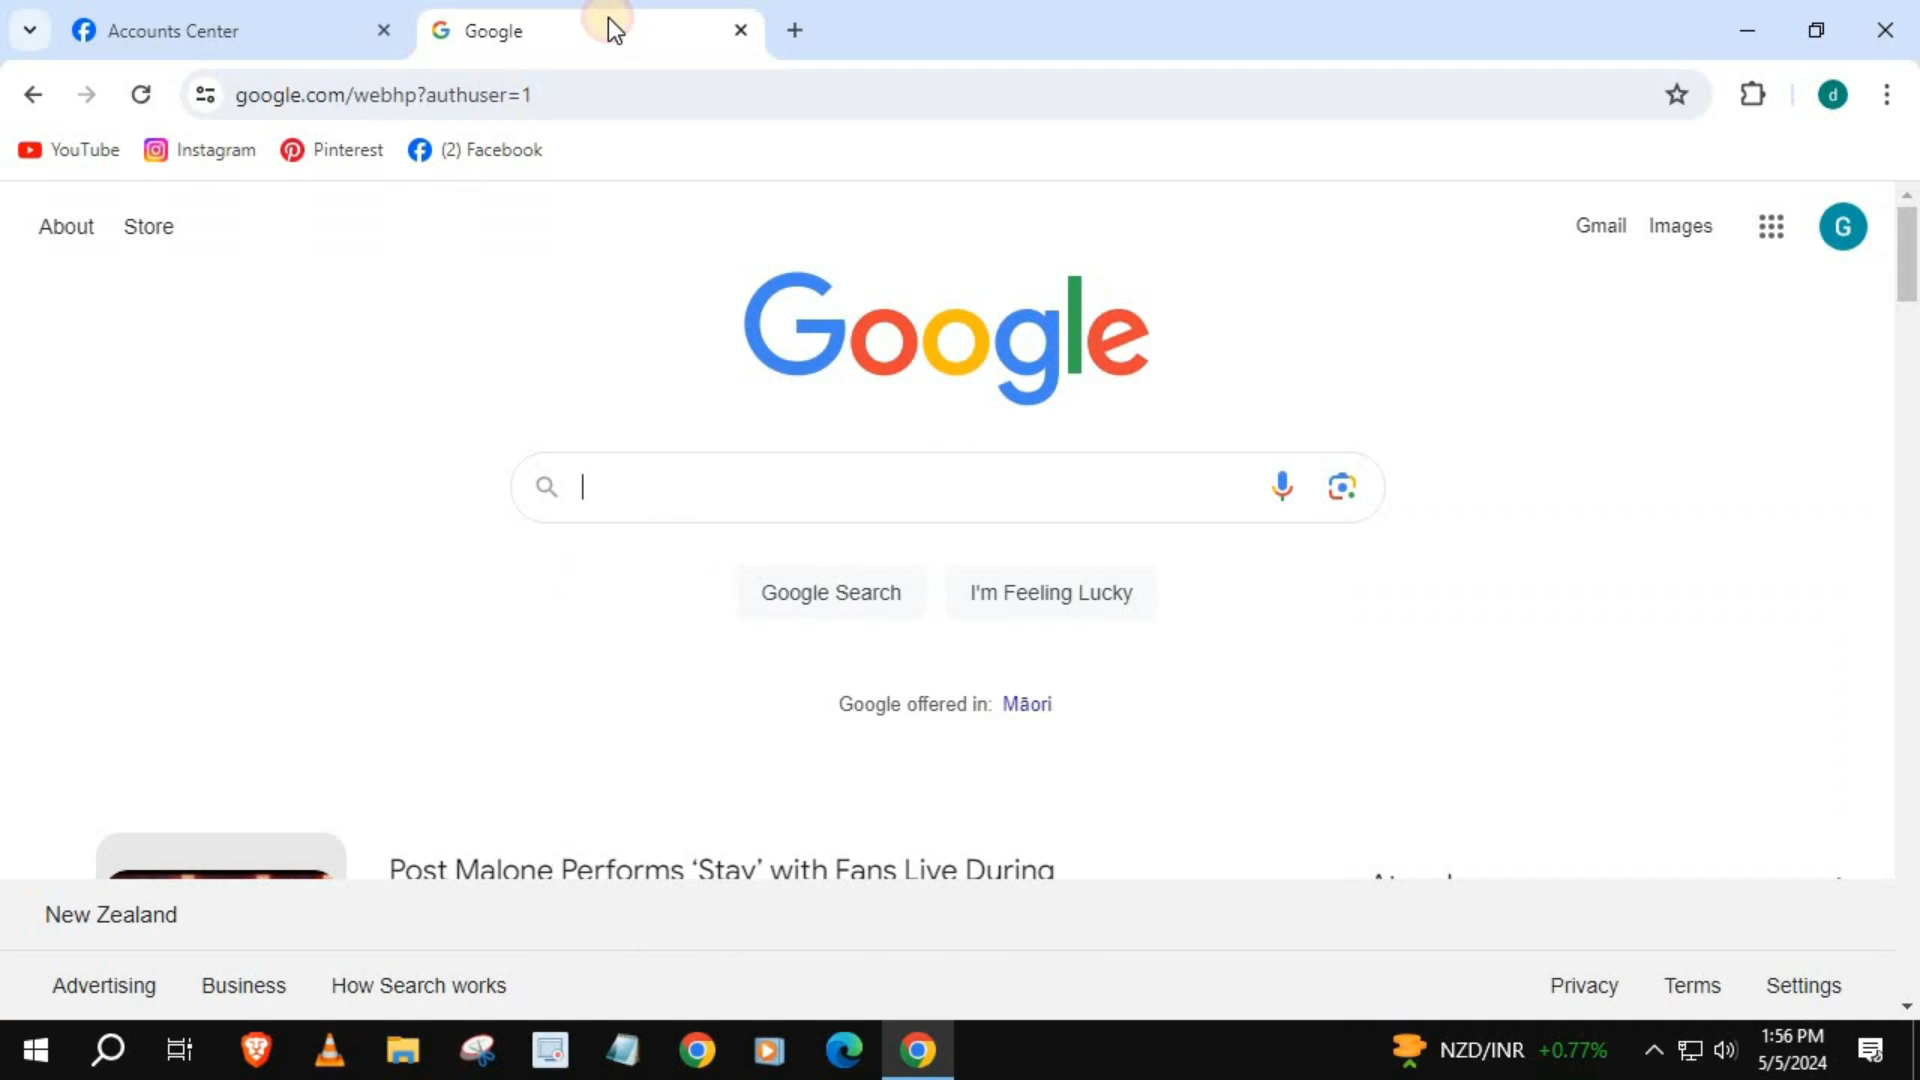 Accounts Center
Google
google.com/webhp?authuser=1
d
YouTube
Instagram
Pinterest
(2) Facebook
About
Store
Gmail
Images
G
Google
Google Search
I'm Feeling Lucky
Google offered in: Māori
Post Malone Performs ‘Stay’ with Fans Live During
New Zealand
Advertising
Business
How Search works
Privacy
Terms
Settings
NZD/INR +0.77%
1:56 PM
5/5/2024